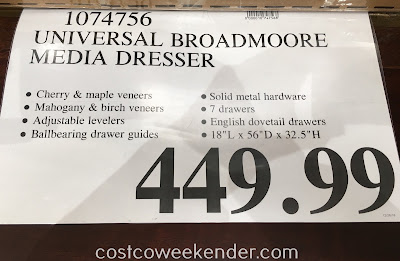 1074756
UNIVERSAL BROADMOORE
MEDIA DRESSER
• Cherry & maple veneers
• Mahogany & birch veneers
• Adjustable levelers
• Ballbearing drawer guides
• Solid metal hardware
• 7 drawers
• English dovetail drawers
• 18"L x 56"D x 32.5"H
449.99
costcoweekender.com